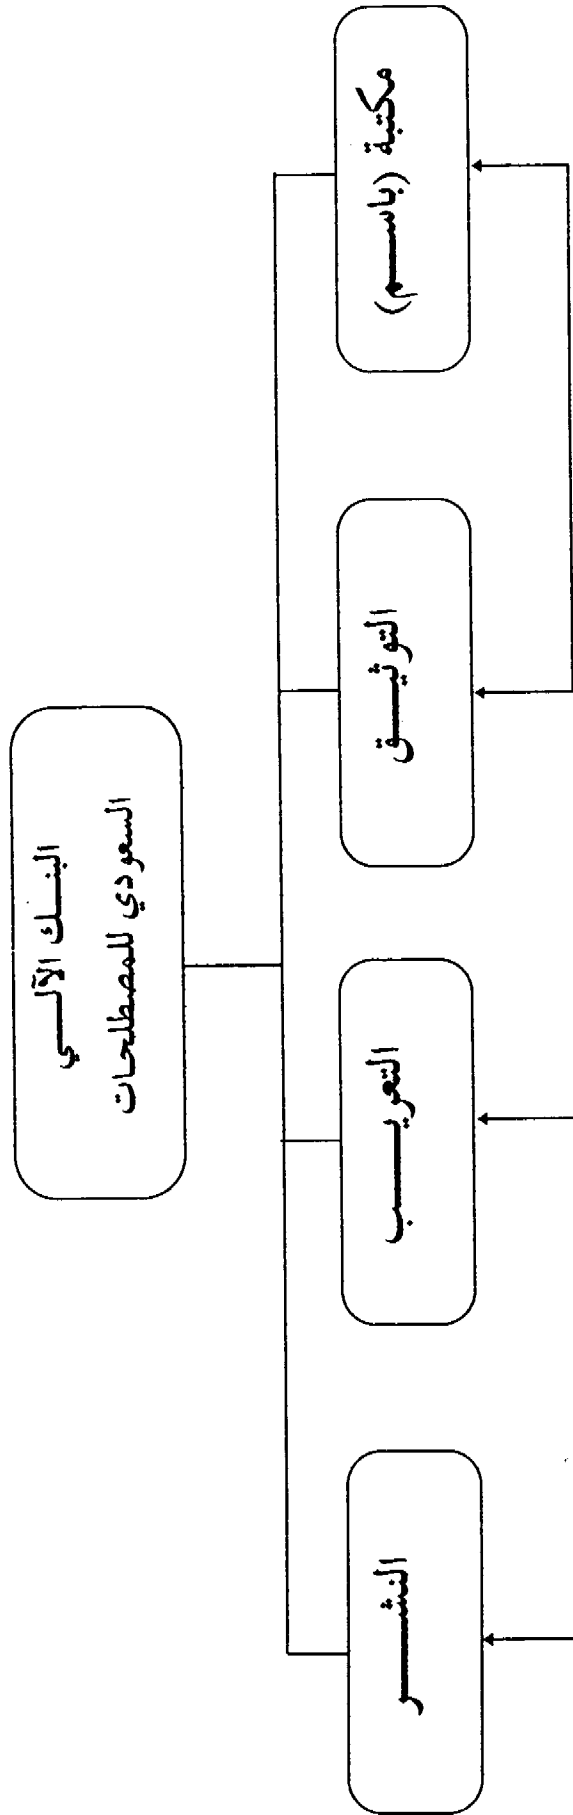 البنك الآلي
السعودي للمصطلحات
مكتبة (باسم)
التوثيق
التعريب
النشر